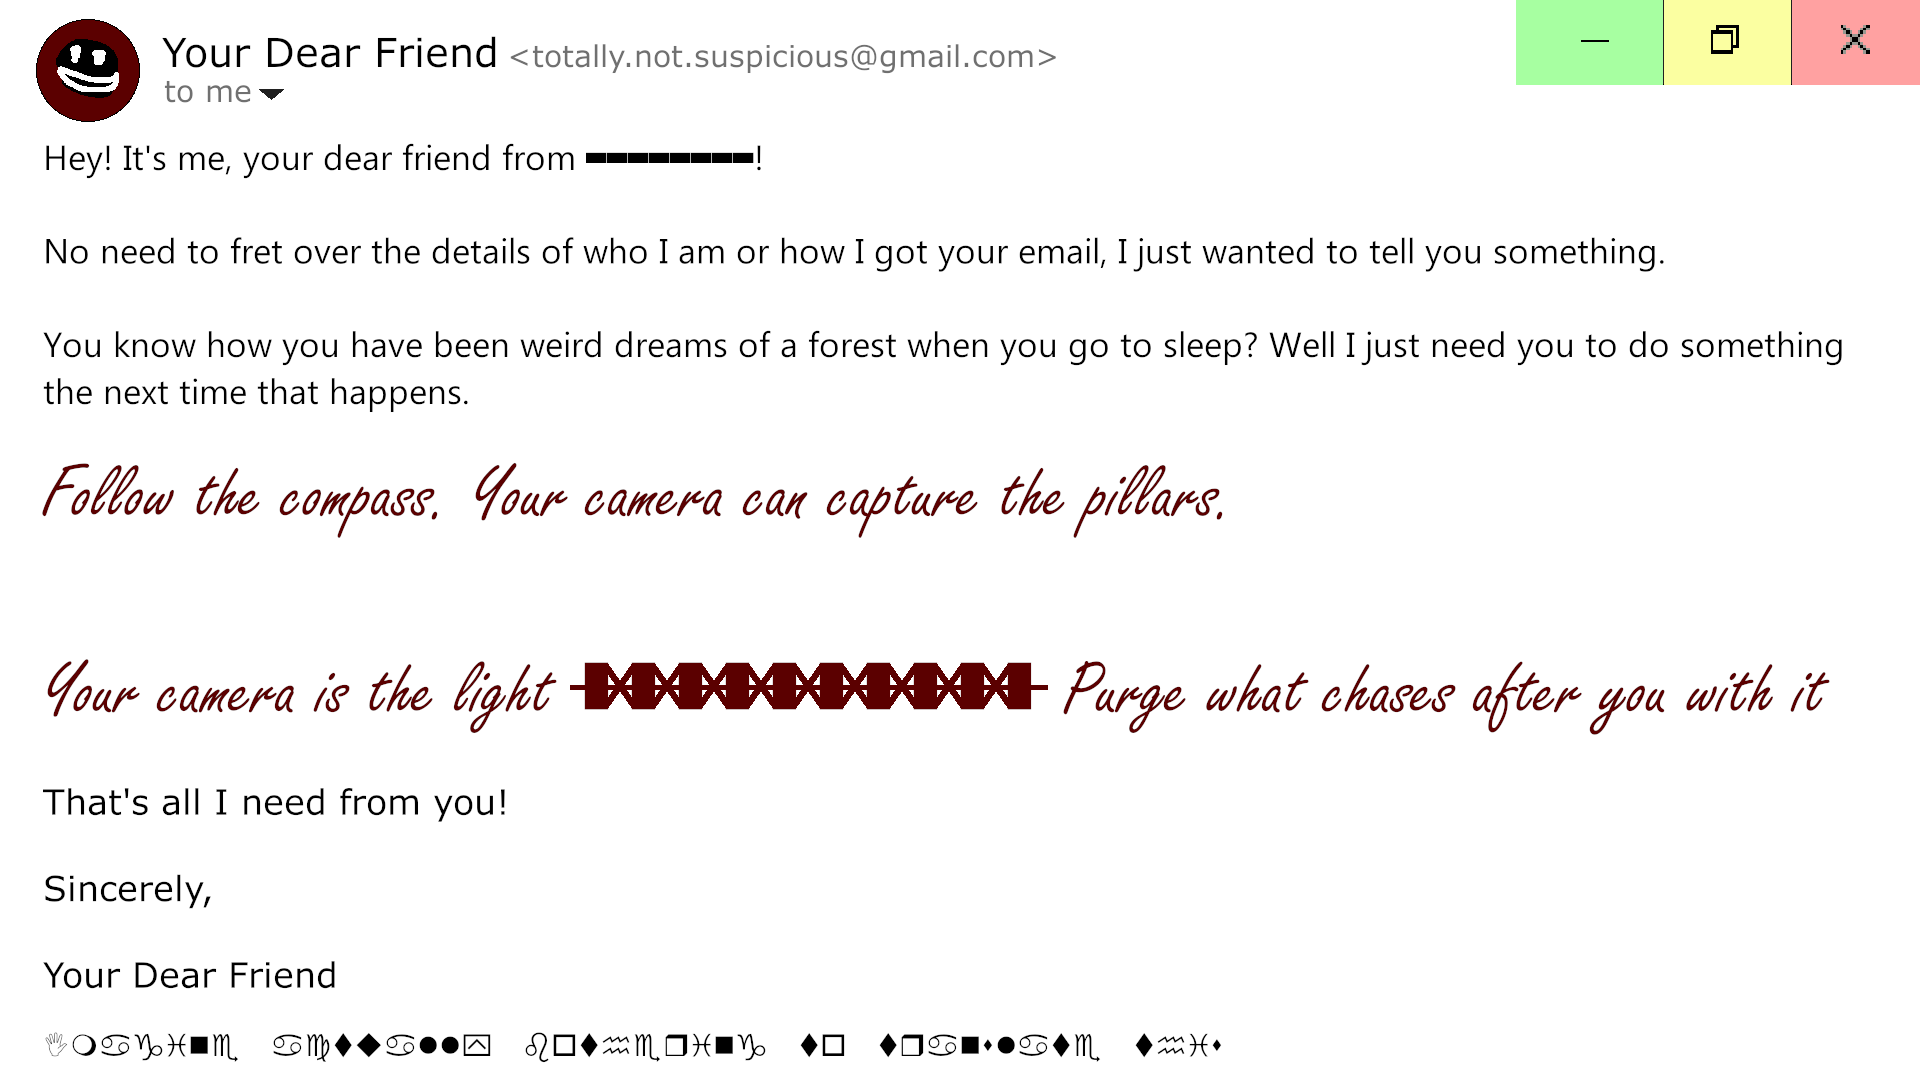 Your Dear Friend <totally.not.suspicious@gmail.com>
to me
Hey! It's me, your dear friend from ▬▬▬▬▬▬▬▬!
No need to fret over the details of who I am or how I got your email, I just wanted to tell you something.
You know how you have been weird dreams of a forest when you go to sleep? Well I just need you to do something
the next time that happens.
Follow the compass. Your camera can capture the pillars.
Your camera is the light Purge what chases after you with it
That's all I need from you!
Sincerely,
Your Dear Friend
✋❍♋♑♓■♏ ♋♍⧫◆♋●●⍓ ♌□⧫♒♏❒♓■♑ ⧫□ ⧫❒♋■⬧●♋⧫♏ ⧫♒♓⬧